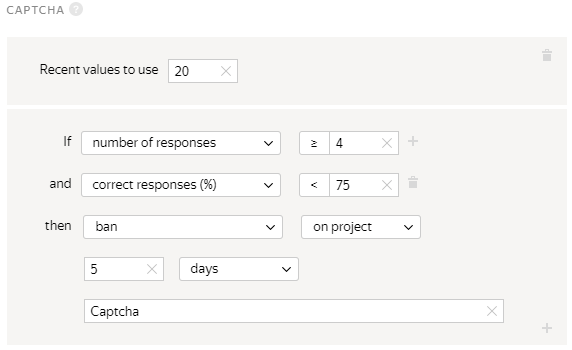 CAPTCHA ?
Recent values to use 20
If number of responses ≥ 4
and correct responses (%) < 75
then ban on project
5 days
Captcha